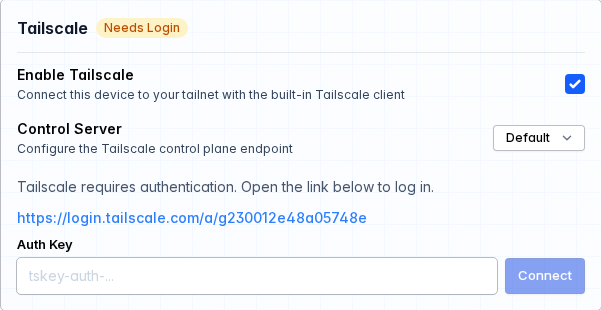 Tailscale Needs Login
Enable Tailscale
Connect this device to your tailnet with the built-in Tailscale client
Control Server
Configure the Tailscale control plane endpoint
Default
Tailscale requires authentication. Open the link below to log in.
https://login.tailscale.com/a/g230012e48a05748e
Auth Key
tskey-auth-...
Connect